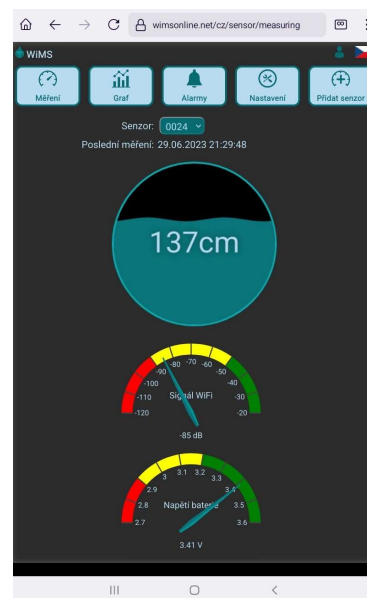 wimsonline.net/cz/sensor/measuring
WiMS
Měření
Graf
Alarmy
Nastavení
Přidat senzor
Senzor: 0024
Poslední měření: 29.06.2023 21:29:48
137cm
-120
-110
-100
-90
-80
-70
-60
-50
-40
-30
-20
Signál WiFi
-85 dB
2.7
2.8
2.9
3
3.1
3.2
3.3
3.4
3.5
3.6
Napětí baterie
3.41 V